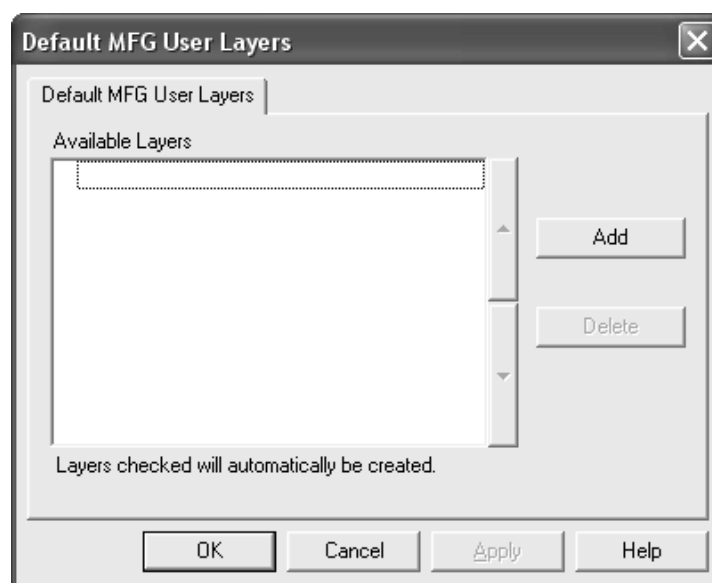 Default MFG User Layers
Default MFG User Layers
Available Layers
Add
Delete
Layers checked will automatically be created.
OK
Cancel
Apply
Help